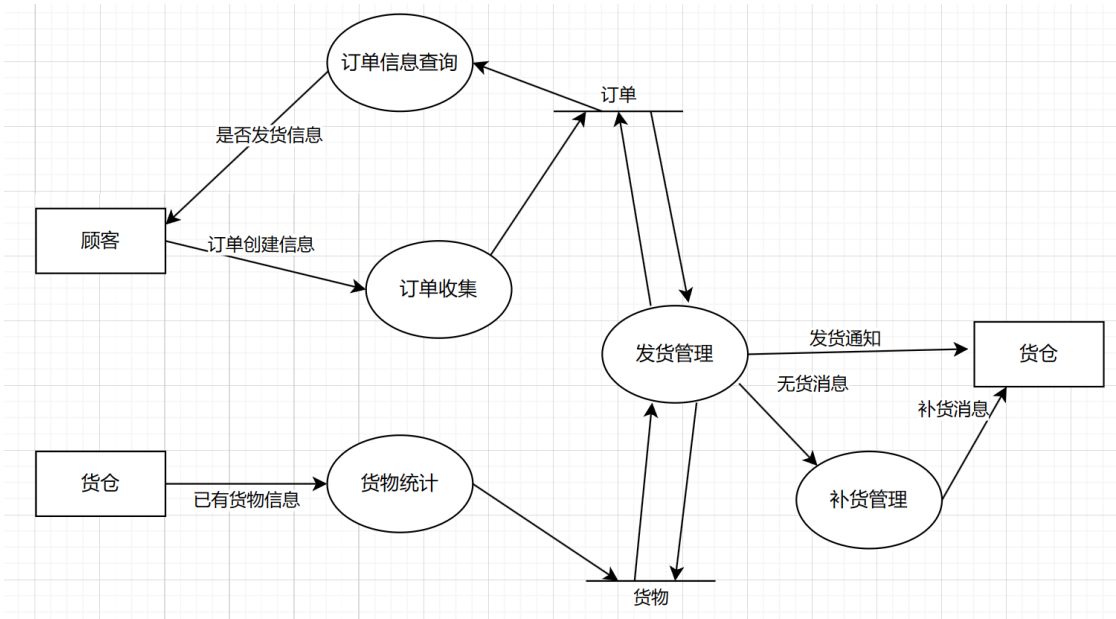 订单信息查询
订单
是否发货信息
顾客
订单创建信息
订单收集
发货管理
发货通知
货仓
无货消息
补货消息
货仓
已有货物信息
货物统计
补货管理
货物